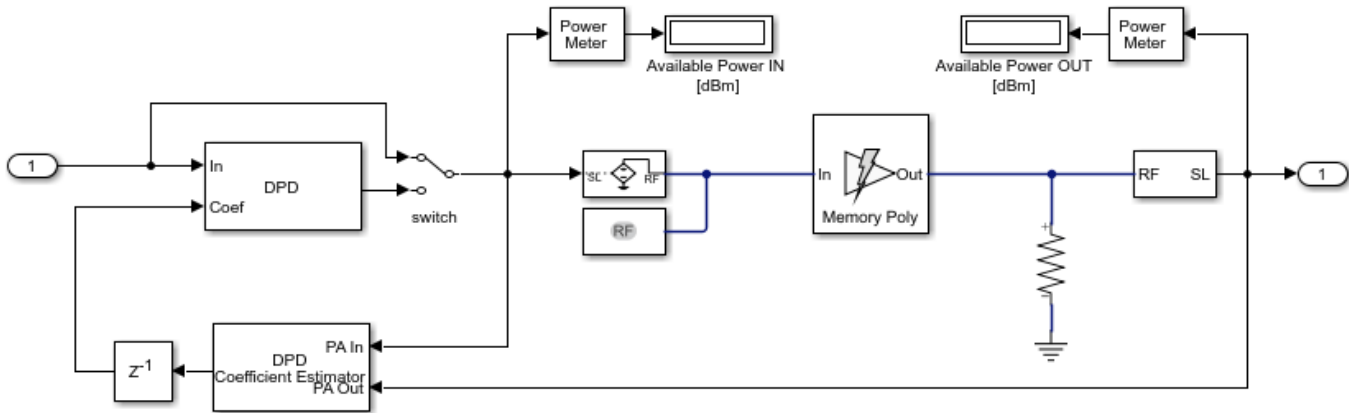 Power
Meter
Available Power IN
[dBm]
Available Power OUT
[dBm]
Power
Meter
1
In
DPD
Coef
switch
SL
RF
RF
In
Out
Memory Poly
RF
SL
1
+
-
Z-1
DPD
Coefficient Estimator
PA In
PA Out